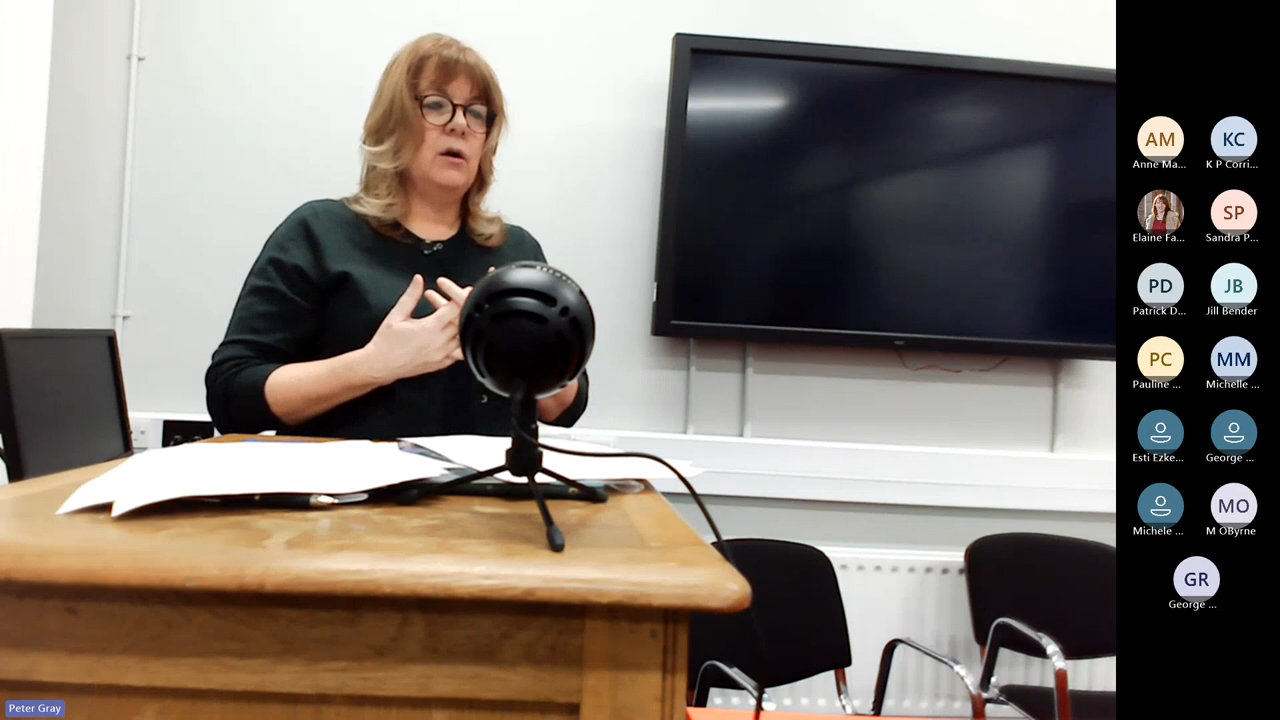 AM
KC
Anne Ma...
K P Corri...
SP
Elaine Fa...
Sandra P...
PD
JB
Patrick D...
Jill Bender
PC
MM
Pauline ...
Michelle ...
Esti Ezke...
George ...
MO
Michele ...
M OByrne
GR
George ...
Peter Gray